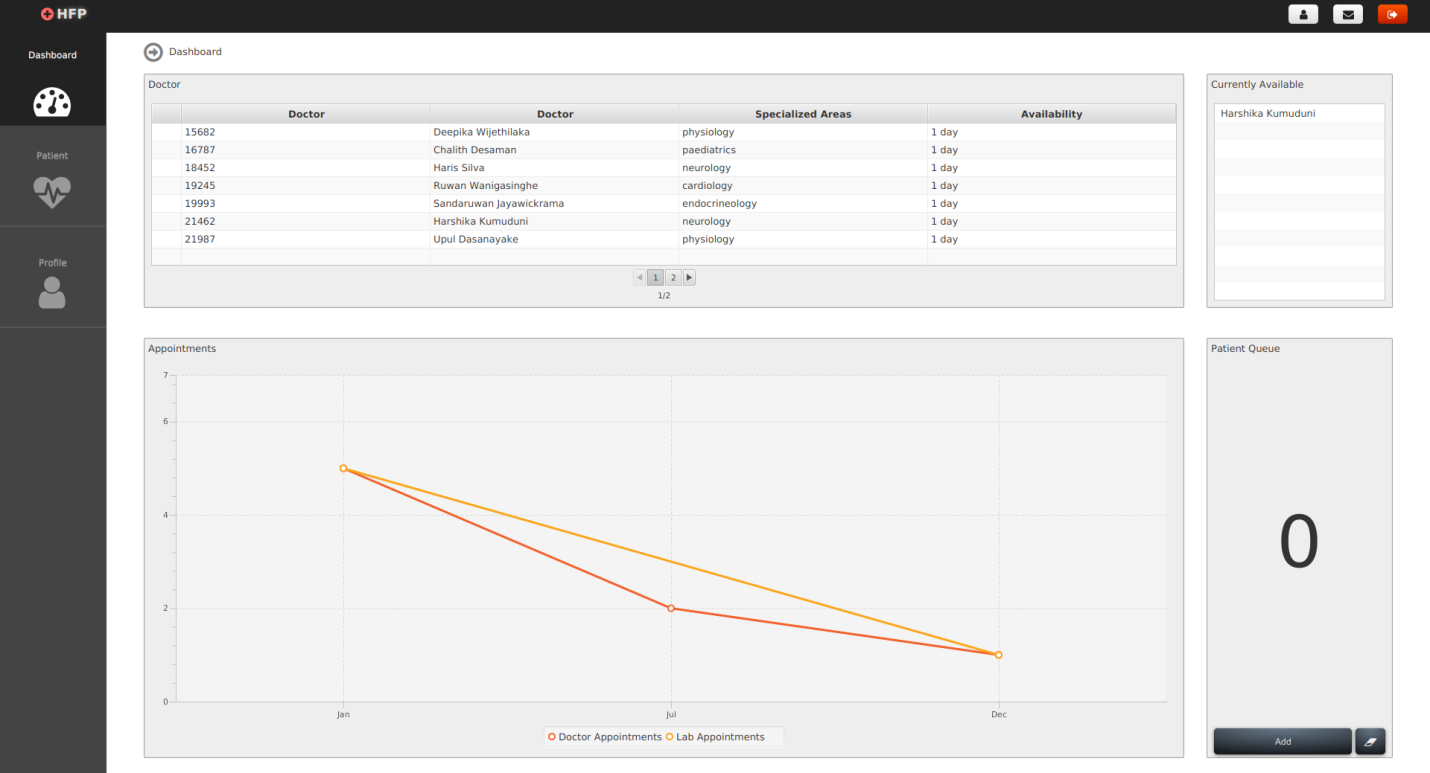 HFP
Dashboard
Patient
Profile
Dashboard
Doctor
Doctor Doctor Specialized Areas Availability
15682 Deepika Wijethilaka physiology 1 day
16787 Chalith Desaman paediatrics 1 day
18452 Haris Silva neurology 1 day
19245 Ruwan Wanigasinghe cardiology 1 day
19993 Sandaruwan Jayawickrama endocrineology 1 day
21462 Harshika Kumuduni neurology 1 day
21987 Upul Dasanayake physiology 1 day
1 2
1/2
Currently Available
Harshika Kumuduni
Appointments
7
6
4
2
0
Jan Jul Dec
Doctor Appointments Lab Appointments
Patient Queue
0
Add